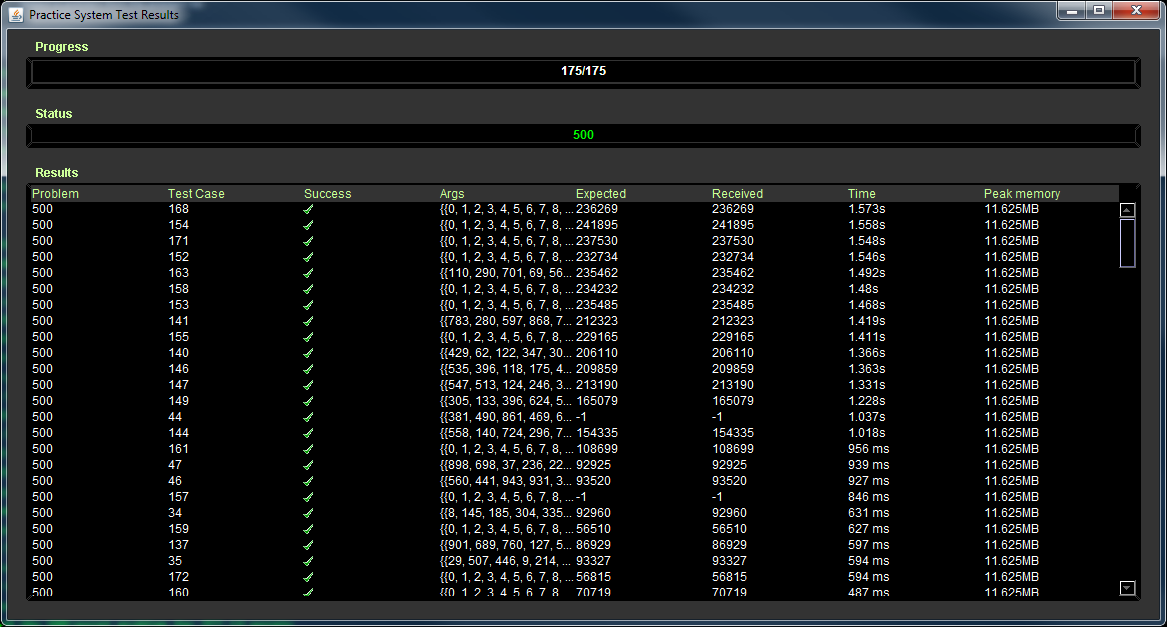 Practice System Test Results
Progress
175/175
Status
500
Results
Problem Test Case Success Args Expected Received Time Peak memory
500 168 {{0, 1, 2, 3, 4, 5, 6, 7, 8, ... 236269 236269 1.573s 11.625MB
500 154 {{0, 1, 2, 3, 4, 5, 6, 7, 8, ... 241895 241895 1.558s 11.625MB
500 171 {{0, 1, 2, 3, 4, 5, 6, 7, 8, ... 237530 237530 1.548s 11.625MB
500 152 {{0, 1, 2, 3, 4, 5, 6, 7, 8, ... 232734 232734 1.546s 11.625MB
500 163 {{110, 290, 701, 69, 56... 235462 235462 1.492s 11.625MB
500 158 {{0, 1, 2, 3, 4, 5, 6, 7, 8, ... 234232 234232 1.48s 11.625MB
500 153 {{0, 1, 2, 3, 4, 5, 6, 7, 8, ... 235485 235485 1.468s 11.625MB
500 141 {{783, 280, 597, 868, 7... 212323 212323 1.419s 11.625MB
500 155 {{0, 1, 2, 3, 4, 5, 6, 7, 8, ... 229165 229165 1.411s 11.625MB
500 140 {{429, 62, 122, 347, 30... 206110 206110 1.366s 11.625MB
500 146 {{535, 396, 118, 175, 4... 209859 209859 1.363s 11.625MB
500 147 {{547, 513, 124, 246, 3... 213190 213190 1.331s 11.625MB
500 149 {{305, 133, 396, 624, 5... 165079 165079 1.228s 11.625MB
500 44 {{381, 490, 861, 469, 6... -1 -1 1.037s 11.625MB
500 144 {{558, 140, 724, 296, 7... 154335 154335 1.018s 11.625MB
500 161 {{0, 1, 2, 3, 4, 5, 6, 7, 8, ... 108699 108699 956 ms 11.625MB
500 47 {{898, 698, 37, 236, 22... 92925 92925 939 ms 11.625MB
500 46 {{560, 441, 943, 931, 3... 93520 93520 927 ms 11.625MB
500 157 {{0, 1, 2, 3, 4, 5, 6, 7, 8, ... -1 -1 846 ms 11.625MB
500 34 {{8, 145, 185, 304, 335... 92960 92960 631 ms 11.625MB
500 159 {{0, 1, 2, 3, 4, 5, 6, 7, 8, ... 56510 56510 627 ms 11.625MB
500 137 {{901, 689, 760, 127, 5... 86929 86929 597 ms 11.625MB
500 35 {{29, 507, 446, 9, 214, ... 93327 93327 594 ms 11.625MB
500 172 {{0, 1, 2, 3, 4, 5, 6, 7, 8, ... 56815 56815 594 ms 11.625MB
500 160 {{0, 1, 2, 3, 4, 5, 6, 7, 8, ... 70719 70719 487 ms 11.625MB